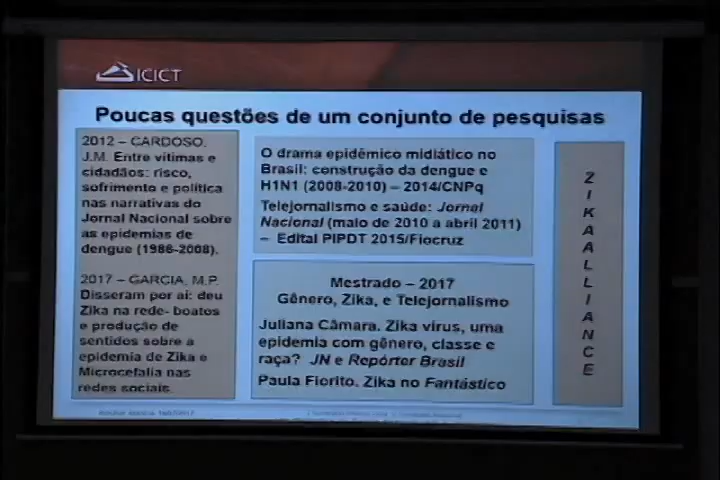 ICICT
Poucas questões de um conjunto de pesquisas
2012 – CARDOSO,
J.M. Entre vítimas e
cidadãos: risco,
sofrimento e política
nas narrativas do
Jornal Nacional sobre
as epidemias de
dengue (1986-2008).
2017 – GARCIA, M.P.
Disseram por aí: deu
Zika na rede- boatos
e produção de
sentidos sobre a
epidemia de Zika e
Microcefalia nas
redes sociais.
O drama epidêmico midiático no
Brasil: construção da dengue e
H1N1 (2008-2010) – 2014/CNPq
Telejornalismo e saúde: Jornal
Nacional (maio de 2010 a abril 2011)
– Edital PIPDT 2015/Fiocruz
Mestrado – 2017
Gênero, Zika, e Telejornalismo
Juliana Câmara. Zika vírus, uma
epidemia com gênero, classe e
raça? JN e Repórter Brasil
Paula Fiorito. Zika no Fantástico
ZIKAALLIANCE